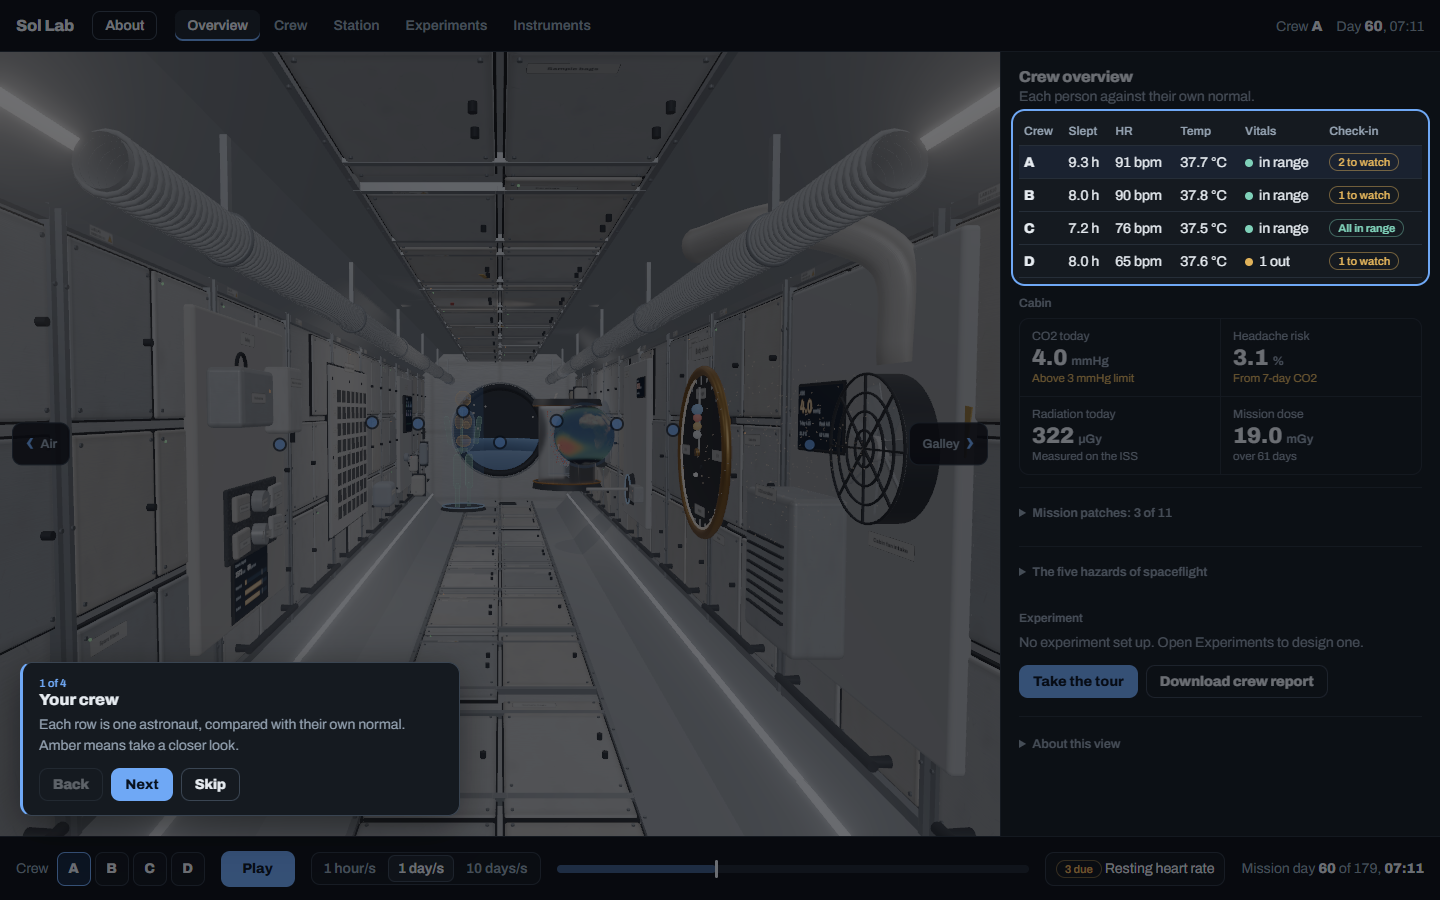 Sol Lab About Overview Crew Station Experiments Instruments Crew A Day 60, 07:11
Crew overview
Each person against their own normal.
Crew Slept HR Temp Vitals Check-in
A 9.3 h 91 bpm 37.7 °C in range 2 to watch
B 8.0 h 90 bpm 37.8 °C in range 1 to watch
C 7.2 h 76 bpm 37.5 °C in range All in range
D 8.0 h 65 bpm 37.6 °C 1 out 1 to watch
Cabin
CO2 today Headache risk
4.0 mmHg 3.1 %
Above 3 mmHg limit From 7-day CO2
Radiation today Mission dose
322 µGy 19.0 mGy
Measured on the ISS over 61 days
❮ Air
Galley ❯
4.0
▶ Mission patches: 3 of 11
▶ The five hazards of spaceflight
Experiment
No experiment set up. Open Experiments to design one.
Take the tour Download crew report
▶ About this view
1 of 4
Your crew
Each row is one astronaut, compared with their own normal.
Amber means take a closer look.
Back Next Skip
Crew A B C D Play 1 hour/s 1 day/s 10 days/s 3 due Resting heart rate Mission day 60 of 179, 07:11